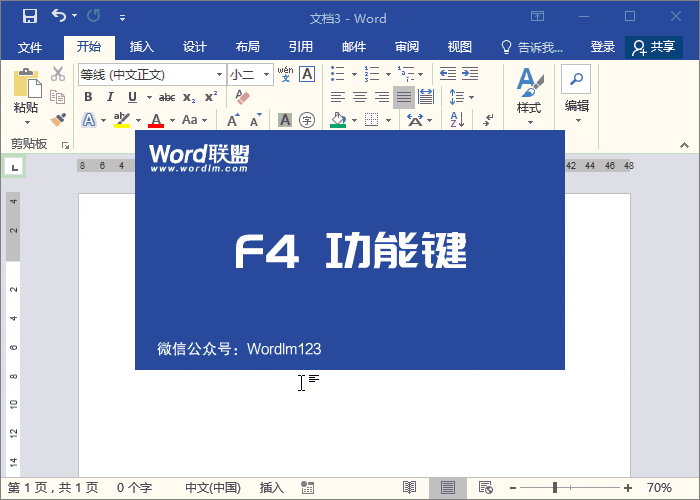 文档3 - Word
文件 开始 插入 设计 布局 引用 邮件 审阅 视图 告诉我... 登录 共享
粘贴 等线 (中文正文) 小二 wén 文 A 样式 编辑
B I U abc X₂ X²
A ab A Aa A A A 字
剪贴板
8 6 4 42 44 46 48
4
2
2
4
6
8
10
12
14
Word联盟
www.wordlm.com
F4 功能键
微信公众号：Wordlm123
第 1 页，共 1 页 0 个字 中文(中国) 插入 70%